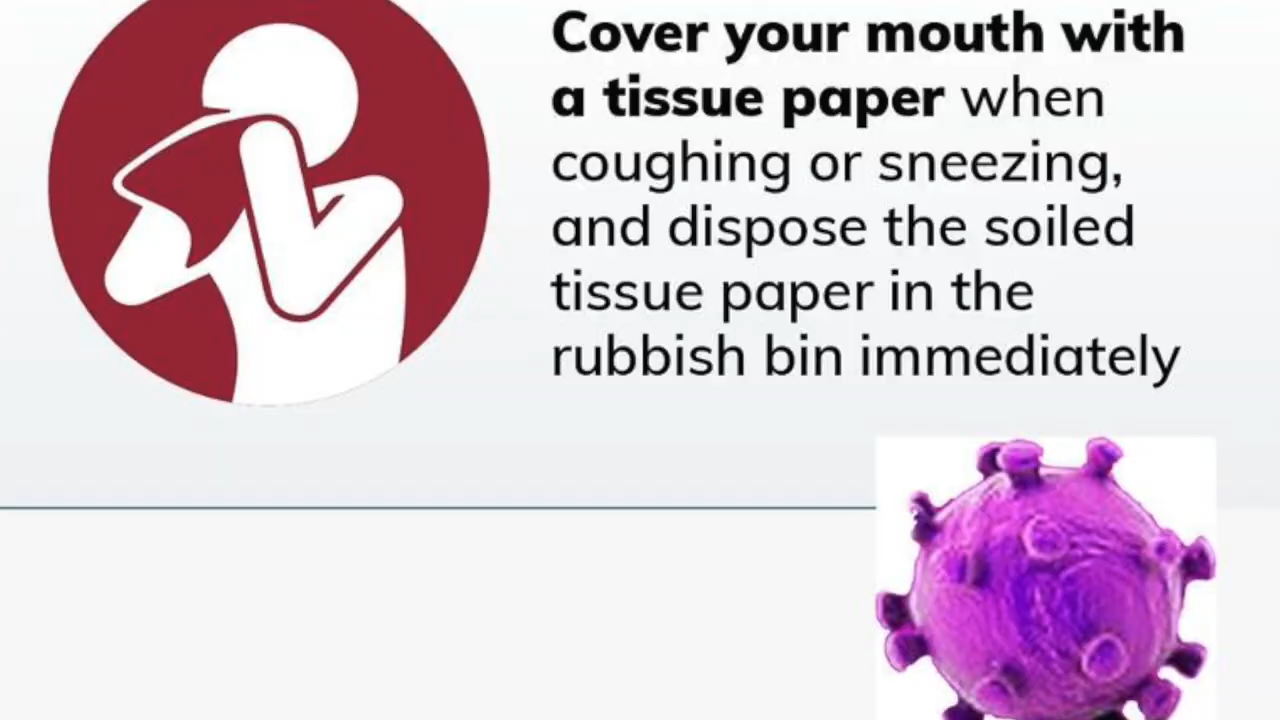 Cover your mouth with
a tissue paper when
coughing or sneezing,
and dispose the soiled
tissue paper in the
rubbish bin immediately